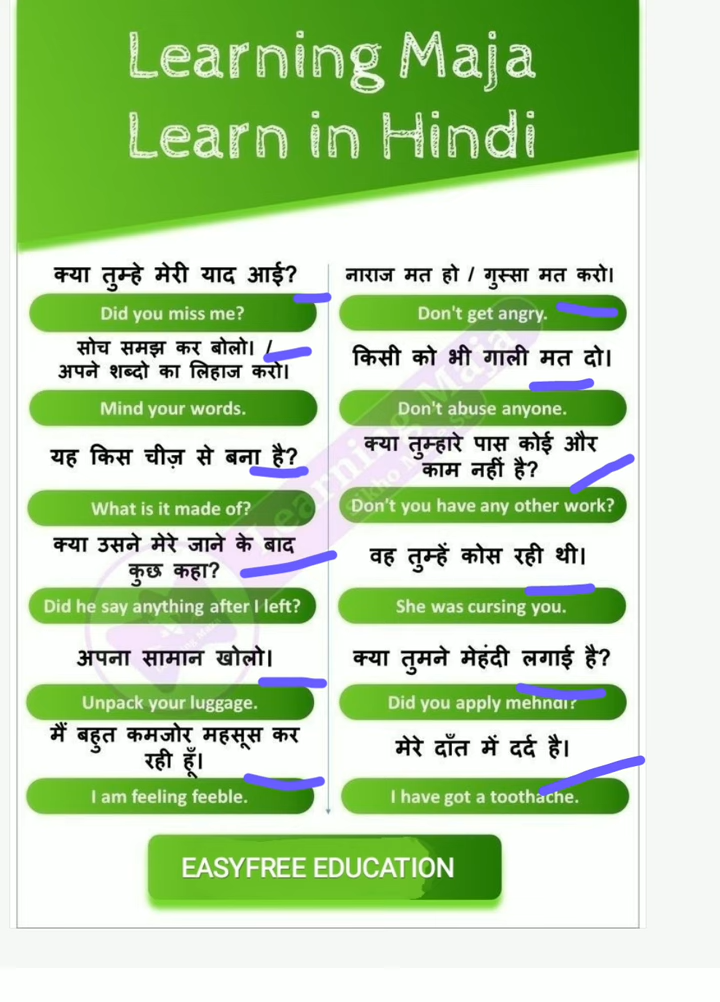 Learning Maja
Learn in Hindi
क्या तुम्हे मेरी याद आई?
Did you miss me?
सोच समझ कर बोलो। /
अपने शब्दो का लिहाज करो।
Mind your words.
यह किस चीज़ से बना है?
What is it made of?
क्या उसने मेरे जाने के बाद
कुछ कहा?
Did he say anything after I left?
अपना सामान खोलो।
Unpack your luggage.
मैं बहुत कमजोर महसूस कर
रही हूँ।
I am feeling feeble.
नाराज मत हो / गुस्सा मत करो।
Don't get angry.
किसी को भी गाली मत दो।
Don't abuse anyone.
क्या तुम्हारे पास कोई और
काम नहीं है?
Don't you have any other work?
वह तुम्हें कोस रही थी।
She was cursing you.
क्या तुमने मेहंदी लगाई है?
Did you apply mehndi?
मेरे दाँत में दर्द है।
I have got a toothache.
EASYFREE EDUCATION
Learning Maja